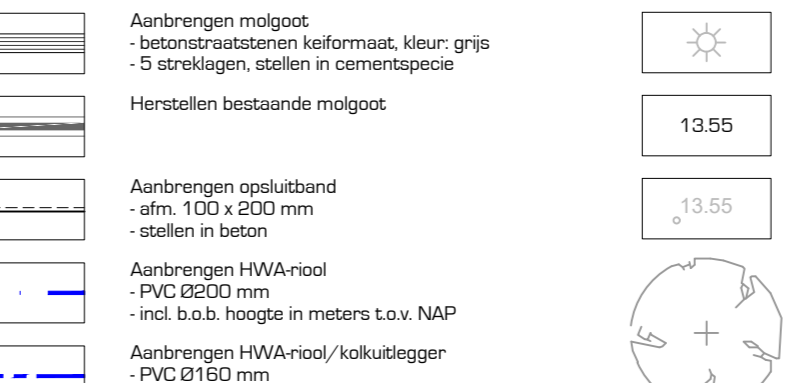 Aanbrengen molgoot
- betonstraatstenen keiformaat, kleur: grijs
- 5 streklagen, stellen in cementspecie
Herstellen bestaande molgoot
13.55
Aanbrengen opsluitband
- afm. 100 x 200 mm
- stellen in beton
13.55
Aanbrengen HWA-riool
- PVC Ø200 mm
- incl. b.o.b. hoogte in meters t.o.v. NAP
Aanbrengen HWA-riool/kolkuitlegger
- PVC Ø160 mm